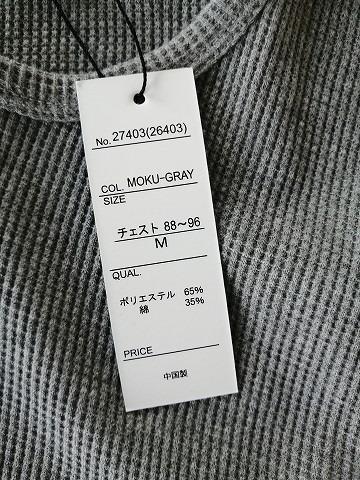 No. 27403(26403)
COL. MOKU-GRAY
SIZE
チェスト 88〜96
M
QUAL.
ポリエステル 65%
綿 35%
PRICE
中国製